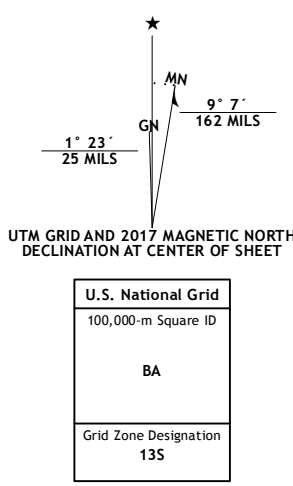 ★
MN
GN
1° 23´
25 MILS
9° 7´
162 MILS
UTM GRID AND 2017 MAGNETIC NORTH
DECLINATION AT CENTER OF SHEET
U.S. National Grid
100,000-m Square ID
BA
Grid Zone Designation
13S